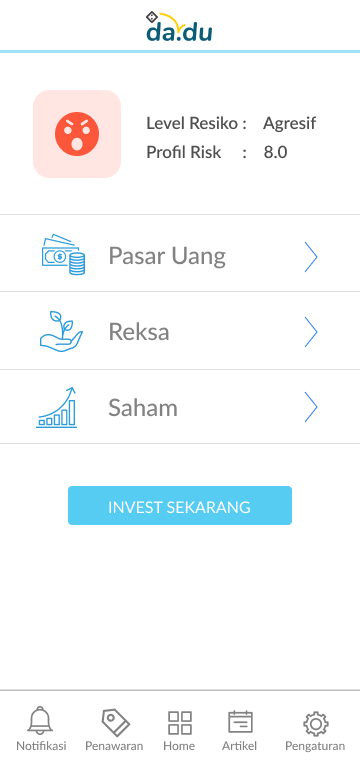 da.du
Level Resiko : Agresif
Profil Risk : 8.0
Pasar Uang
Reksa
Saham
INVEST SEKARANG
Notifikasi Penawaran Home Artikel Pengaturan